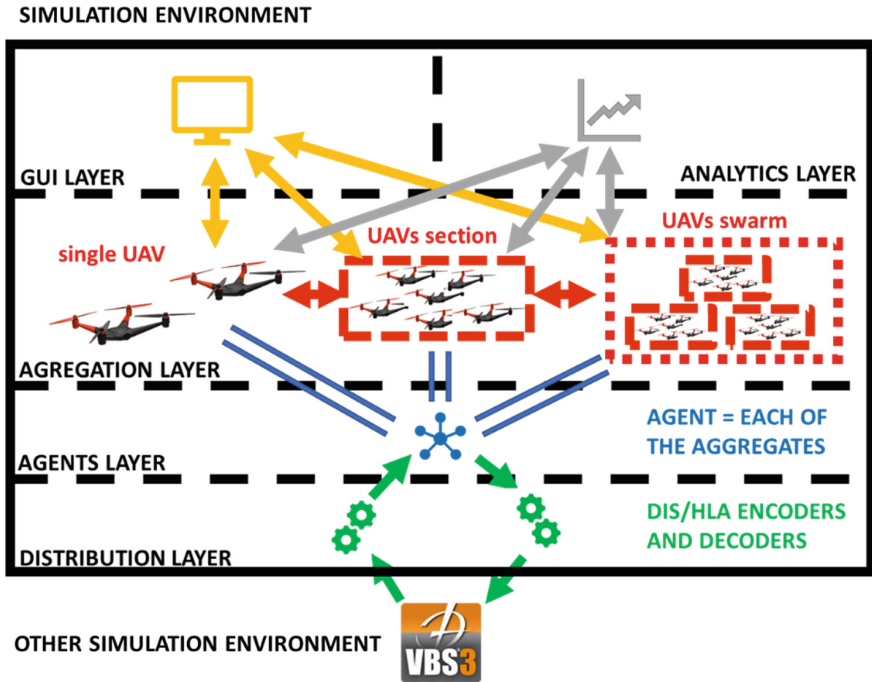 SIMULATION ENVIRONMENT
GUI LAYER
ANALYTICS LAYER
single UAV
UAVs section
UAVs swarm
AGREGATION LAYER
AGENT = EACH OF
THE AGGREGATES
AGENTS LAYER
DIS/HLA ENCODERS
AND DECODERS
DISTRIBUTION LAYER
OTHER SIMULATION ENVIRONMENT
VBS3